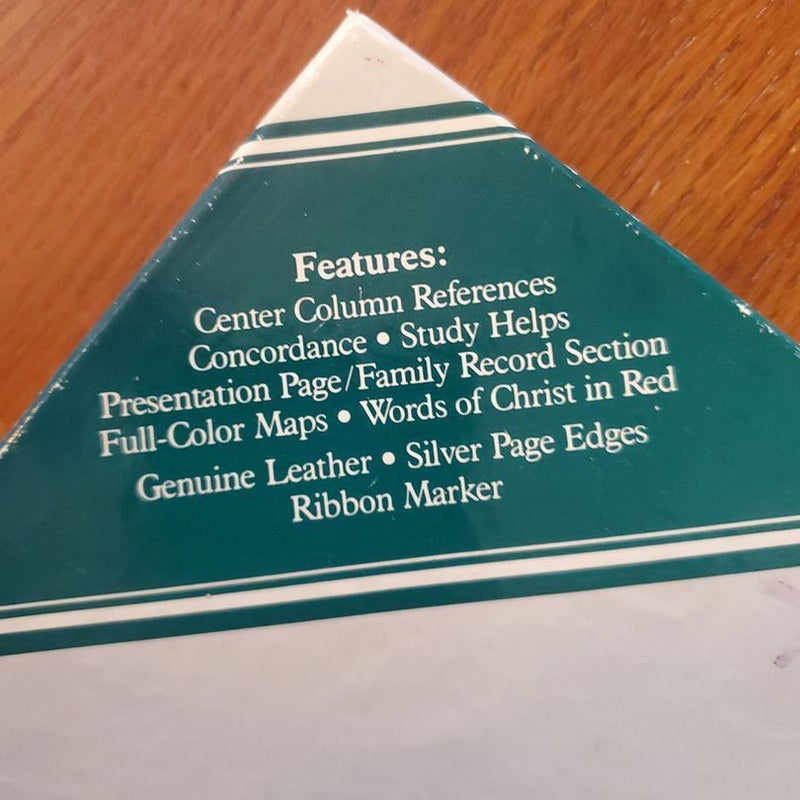 Features:
Center Column References
Concordance • Study Helps
Presentation Page/Family Record Section
Full-Color Maps • Words of Christ in Red
Genuine Leather • Silver Page Edges
Ribbon Marker